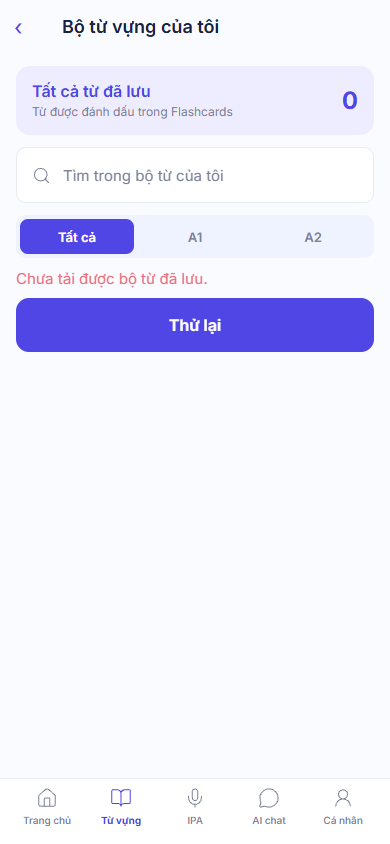 Bộ từ vựng của tôi
Tất cả từ đã lưu
0
Từ được đánh dấu trong Flashcards
Tìm trong bộ từ của tôi
Tất cả
A1
A2
Chưa tải được bộ từ đã lưu.
Thử lại
Trang chủ
Từ vựng
IPA
AI chat
Cá nhân